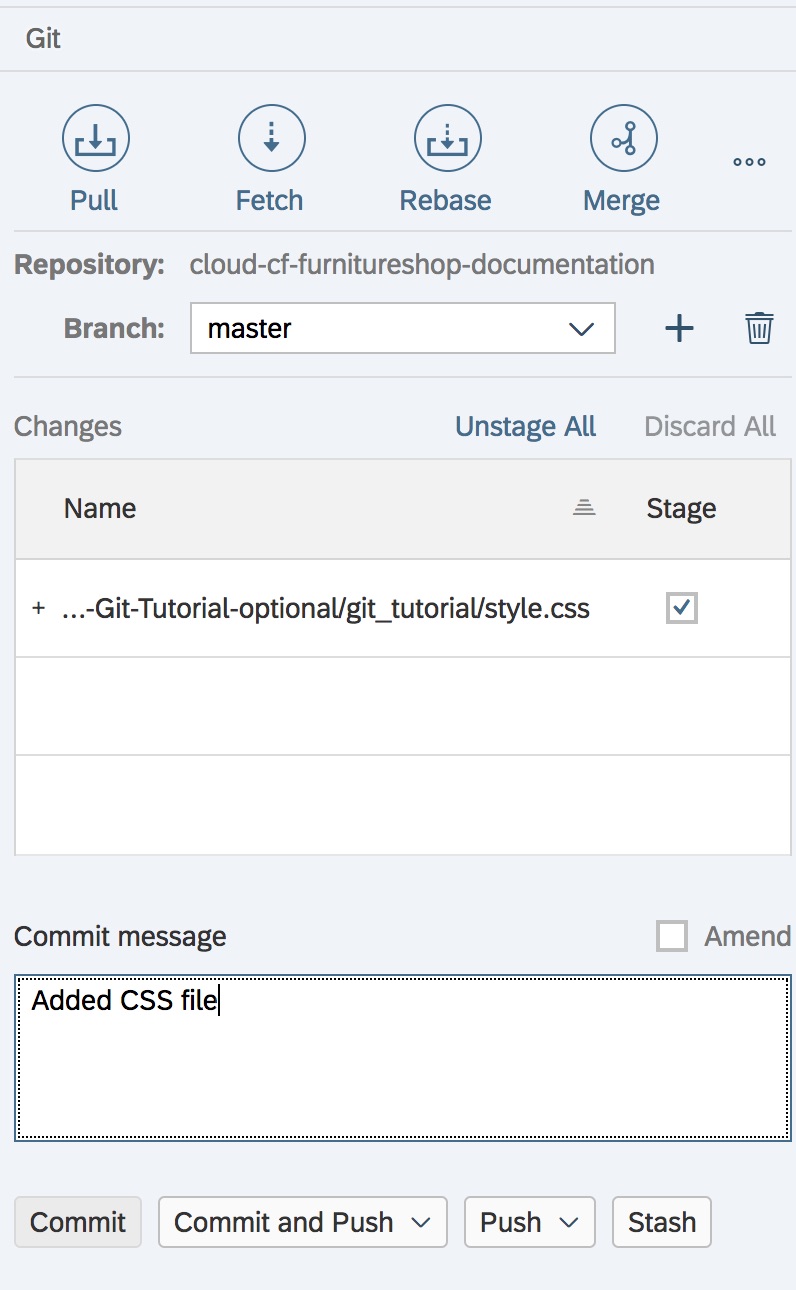 Git
Pull Fetch Rebase Merge
Repository: cloud-cf-furnitureshop-documentation
Branch: master
Changes Unstage All Discard All
Name Stage
+ ...-Git-Tutorial-optional/git_tutorial/style.css
Commit message Amend
Added CSS file
Commit Commit and Push Push Stash